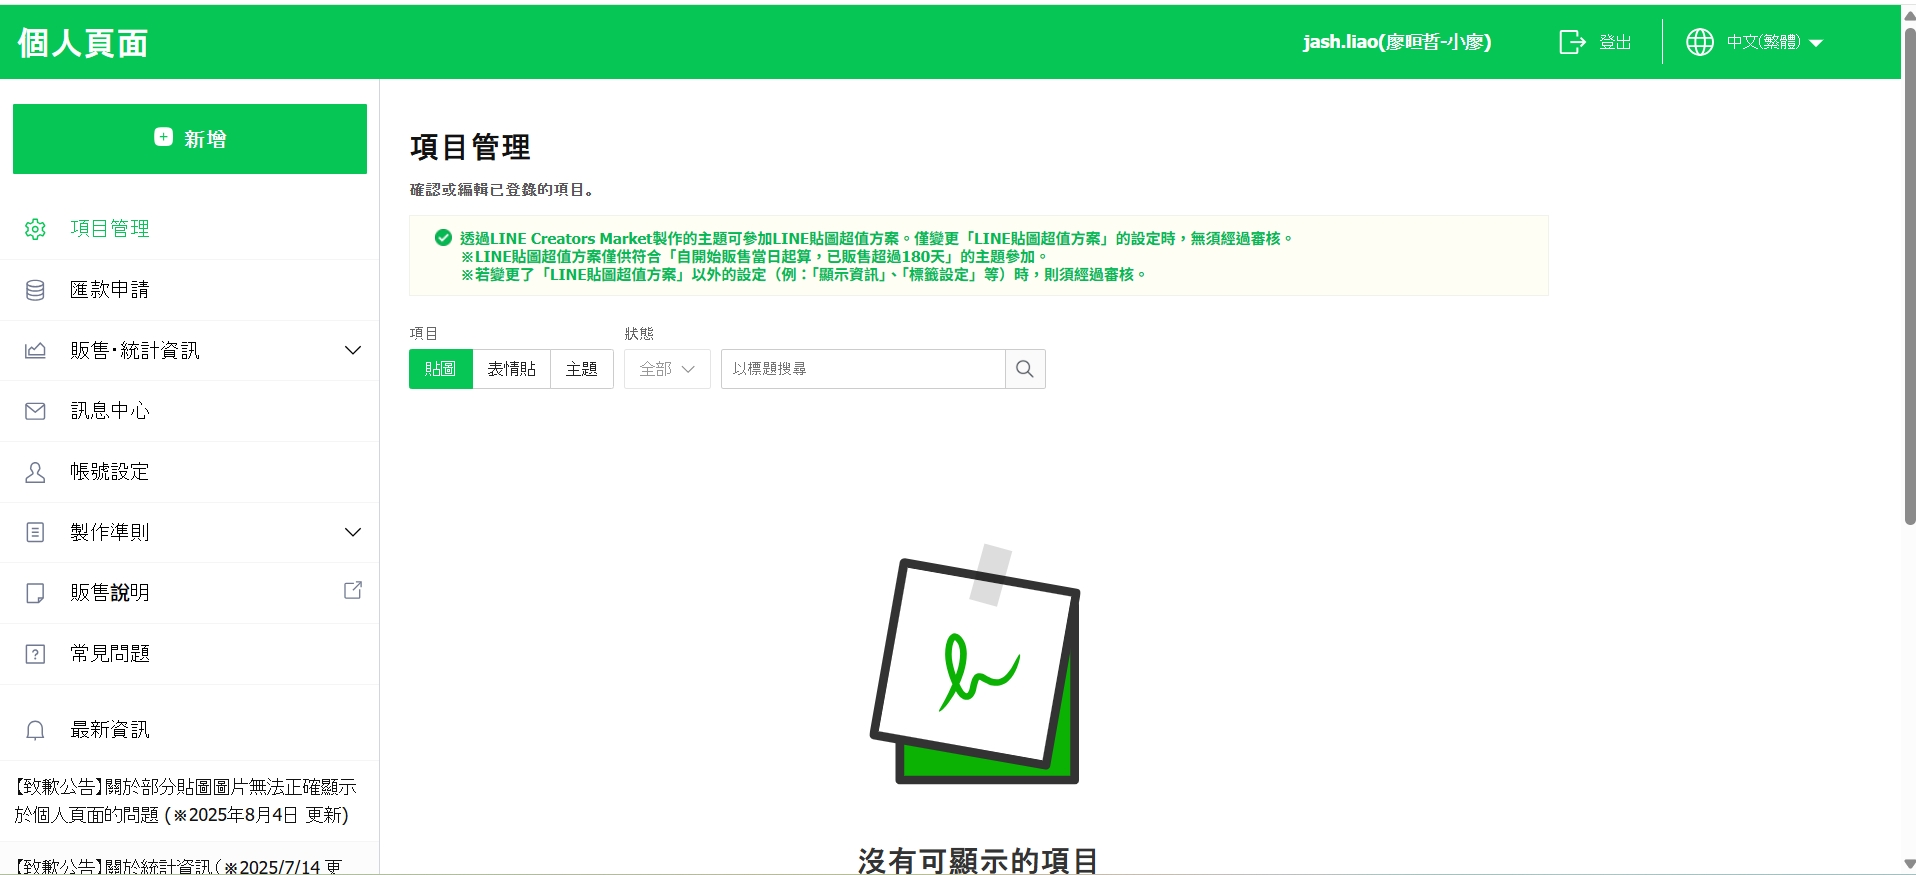 個人頁面
jash.liao(廖晅哲-小廖)
登出
中文(繁體)
新增
項目管理
匯款申請
販售･統計資訊
訊息中心
帳號設定
製作準則
販售說明
常見問題
最新資訊
【致歉公告】關於部分貼圖圖片無法正確顯示
於個人頁面的問題 (※2025年8月4日 更新)
【致歉公告】關於統計資訊（※2025/7/14 更
項目管理
確認或編輯已登錄的項目。
透過LINE Creators Market製作的主題可參加LINE貼圖超值方案。僅變更「LINE貼圖超值方案」的設定時，無須經過審核。
※LINE貼圖超值方案僅供符合「自開始販售當日起算，已販售超過180天」的主題參加。
※若變更了「LINE貼圖超值方案」以外的設定（例：「顯示資訊」、「標籤設定」等）時，則須經過審核。
項目
狀態
貼圖
表情貼
主題
全部
以標題搜尋
沒有可顯示的項目